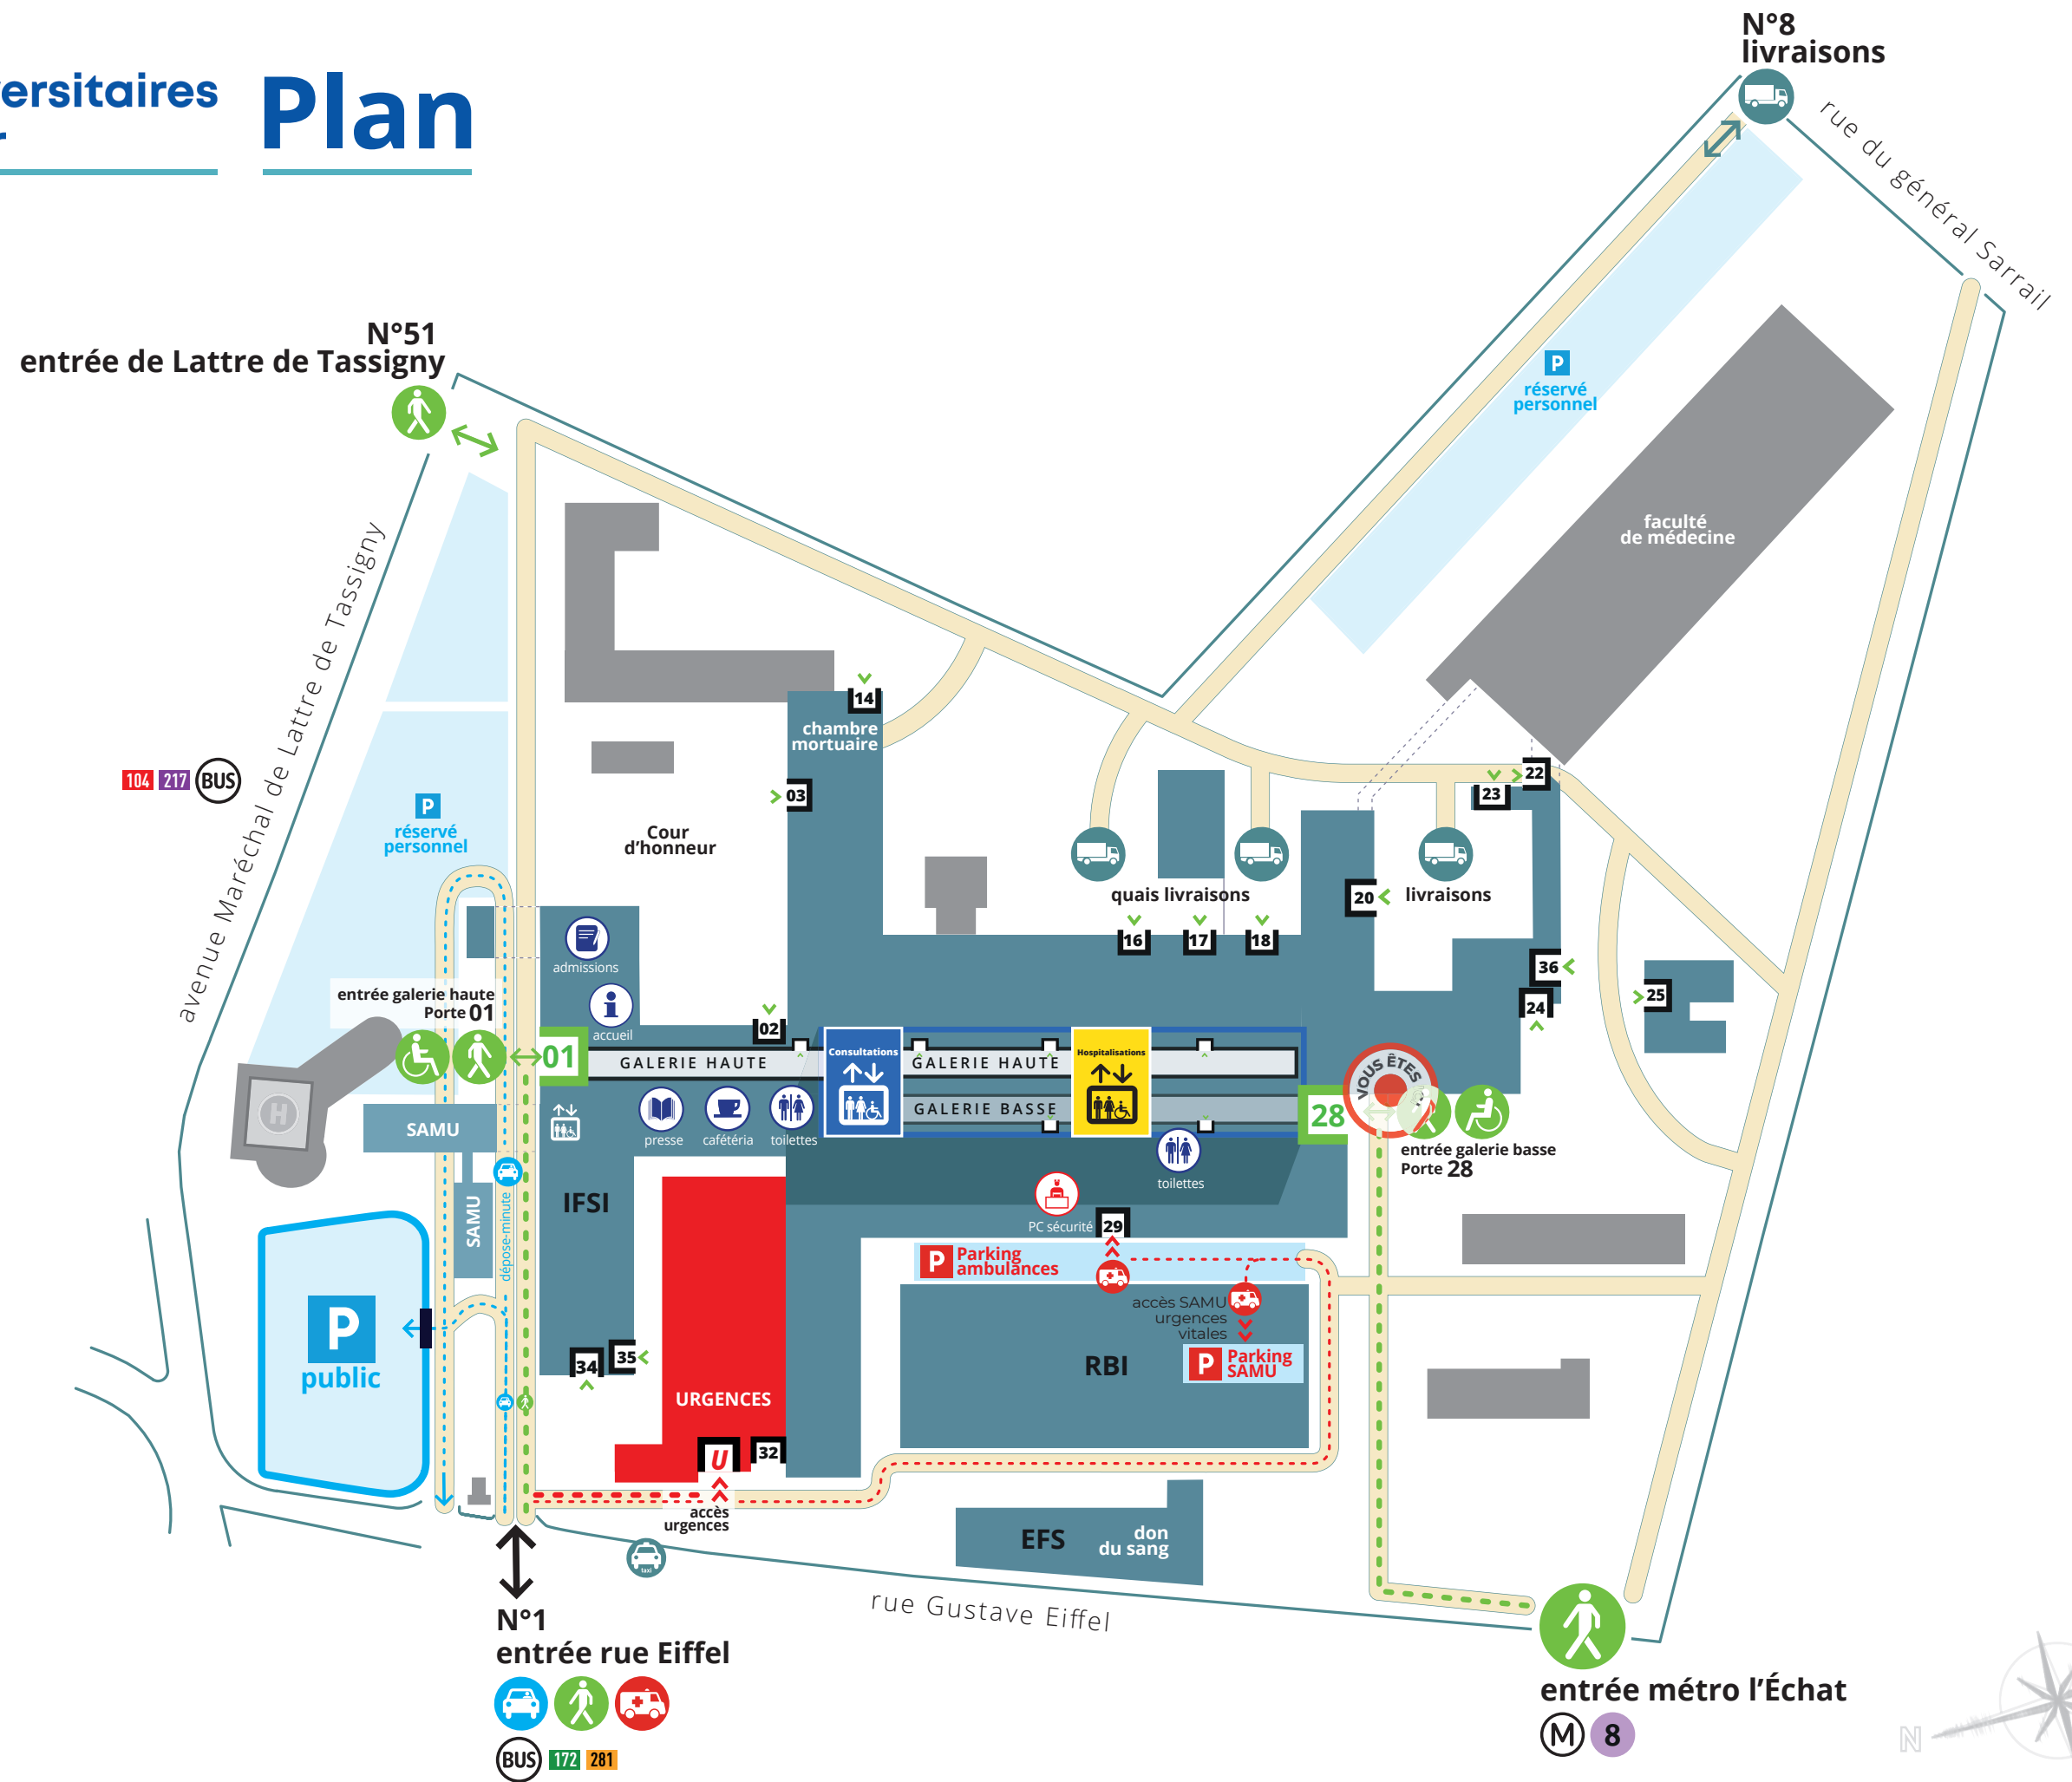 ersitaires
Plan
N°8
livraisons
rue du général Sarrail
N°51
entrée de Lattre de Tassigny
P
réservé
personnel
faculté
de médecine
avenue Maréchal de Lattre de Tassigny
104 217 BUS
14
chambre
mortuaire
03
22
23
P
réservé
personnel
Cour
d'honneur
quais livraisons
20
livraisons
16
17
18
36
25
24
admissions
entrée galerie haute
Porte 01
accueil
02
01
GALERIE HAUTE
Consultations
GALERIE HAUTE
Hospitalisations
GALERIE BASSE
VOUS ÊTES
28
H
SAMU
presse
cafétéria
toilettes
toilettes
entrée galerie basse
Porte 28
IFSI
SAMU
dépose-minute
PC sécurité
29
P
Parking
ambulances
accès SAMU
urgences
vitales
P
Parking
SAMU
RBI
P
public
34
35
URGENCES
U
32
accès
urgences
taxi
EFS
don
du sang
rue Gustave Eiffel
N°1
entrée rue Eiffel
BUS 172 281
entrée métro l'Échat
M 8
N